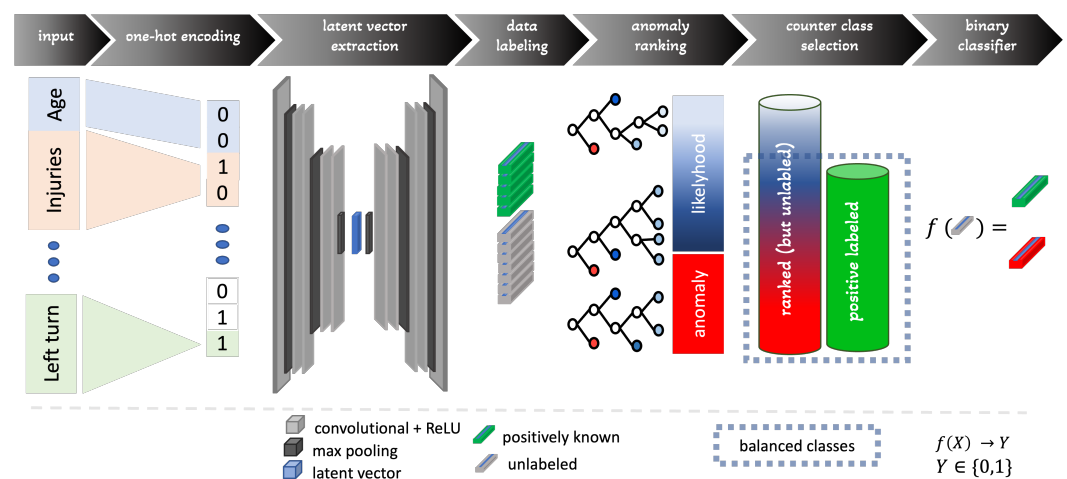 input
one-hot encoding
latent vector
extraction
data
labeling
anomaly
ranking
counter class
selection
binary
classifier
Age
Injuries
Left turn
0
0
1
0
0
1
1
likelyhood
anomaly
ranked (but unlabled)
positive labeled
f ( ) =
convolutional + ReLU
max pooling
latent vector
positively known
unlabeled
balanced classes
f(X) → Y
Y ∈ {0,1}